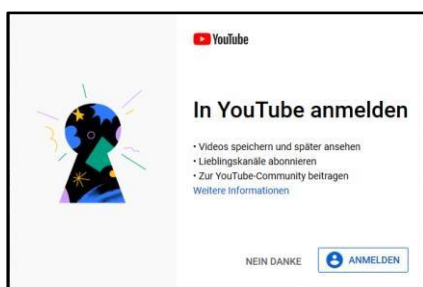 YouTube
In YouTube anmelden
• Videos speichern und später ansehen
• Lieblingskanäle abonnieren
• Zur YouTube-Community beitragen
Weitere Informationen
NEIN DANKE
ANMELDEN